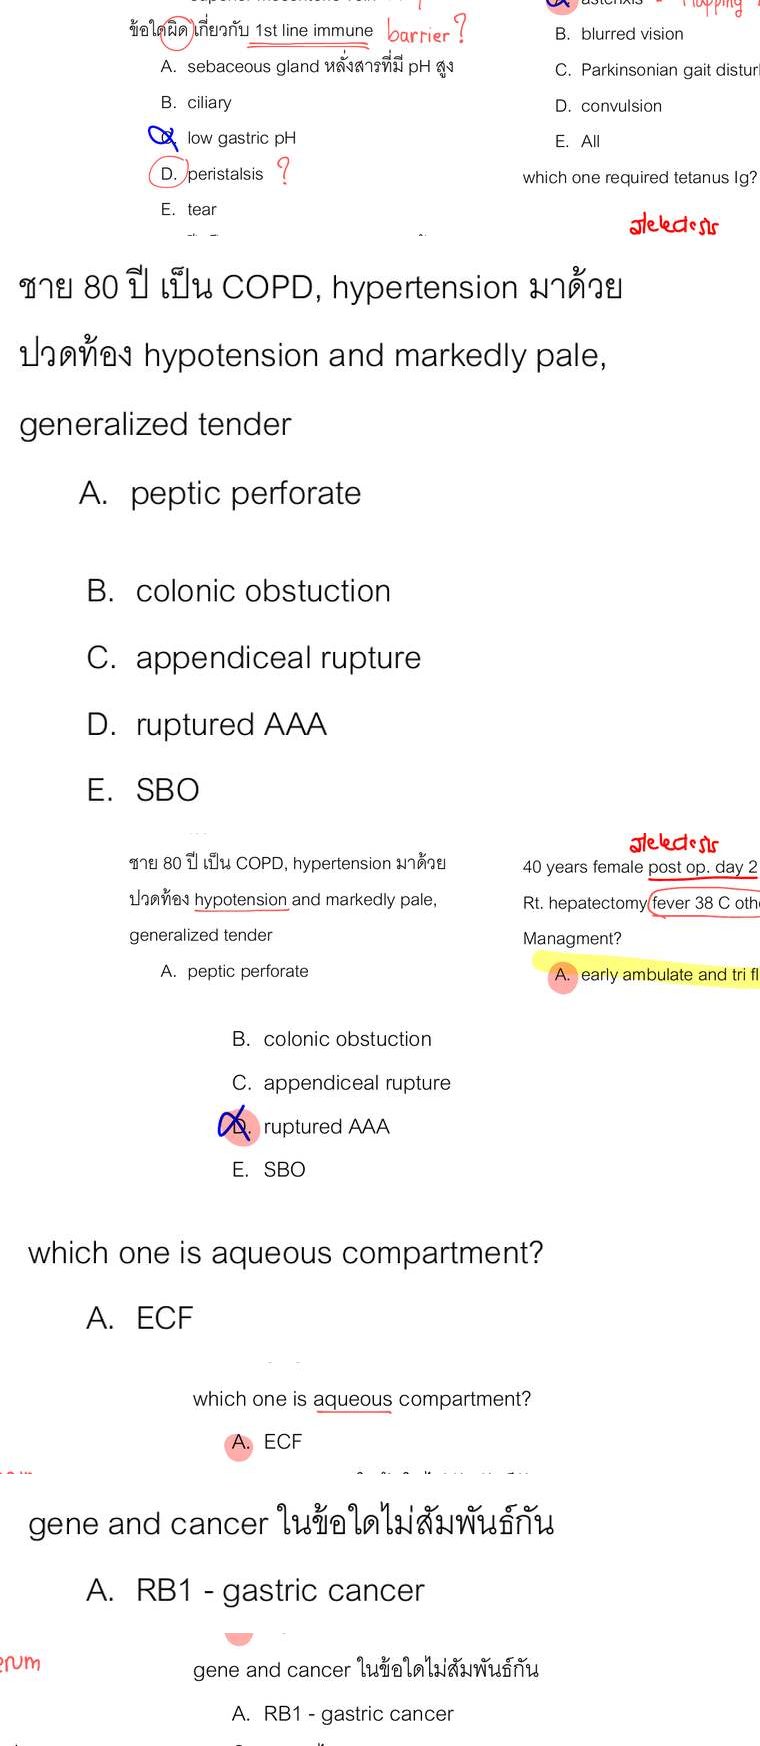 ข้อใดผิดเกี่ยวกับ 1st line immune barrier?
A. sebaceous gland หลั่งสารที่มี pH สูง
B. ciliary
low gastric pH
D. peristalsis ?
E. tear
B. blurred vision
C. Parkinsonian gait distur
D. convulsion
E. All
which one required tetanus Ig?
ชาย 80 ปี เป็น COPD, hypertension มาด้วย
ปวดท้อง hypotension and markedly pale,
generalized tender
A. peptic perforate
B. colonic obstuction
C. appendiceal rupture
D. ruptured AAA
E. SBO
ชาย 80 ปี เป็น COPD, hypertension มาด้วย
ปวดท้อง hypotension and markedly pale,
generalized tender
A. peptic perforate
40 years female post op. day 2
Rt. hepatectomy fever 38 C oth
Managment?
A. early ambulate and tri fl
B. colonic obstuction
C. appendiceal rupture
D. ruptured AAA
E. SBO
which one is aqueous compartment?
A. ECF
which one is aqueous compartment?
A. ECF
gene and cancer ในข้อใดไม่สัมพันธ์กัน
A. RB1 - gastric cancer
gene and cancer ในข้อใดไม่สัมพันธ์กัน
A. RB1 - gastric cancer